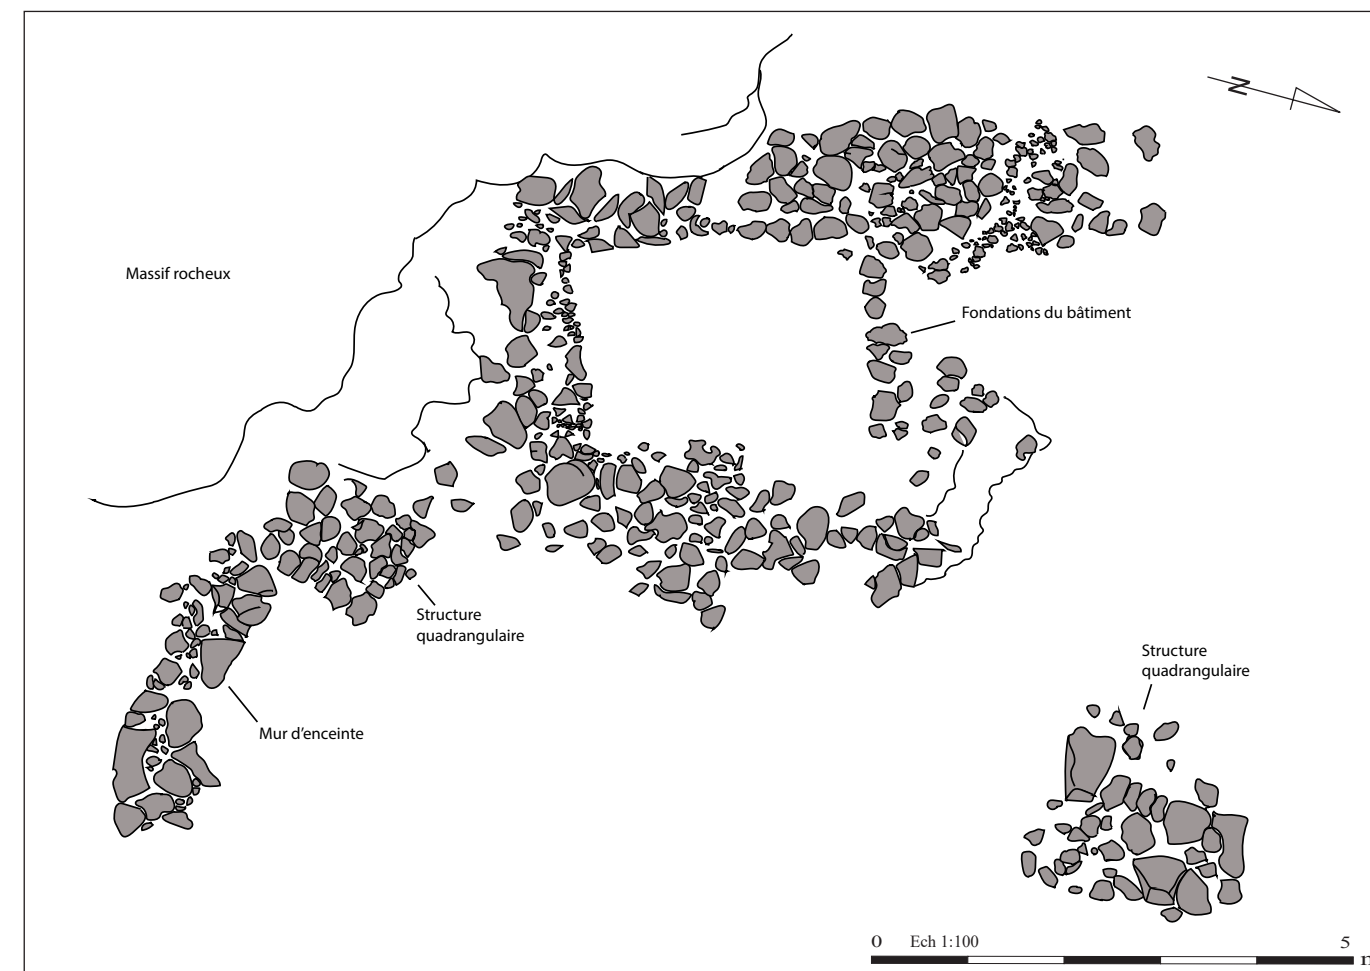 N
Massif rocheux
Fondations du bâtiment
Structure
quadrangulaire
Structure
quadrangulaire
Mur d'enceinte
0 Ech 1:100 5